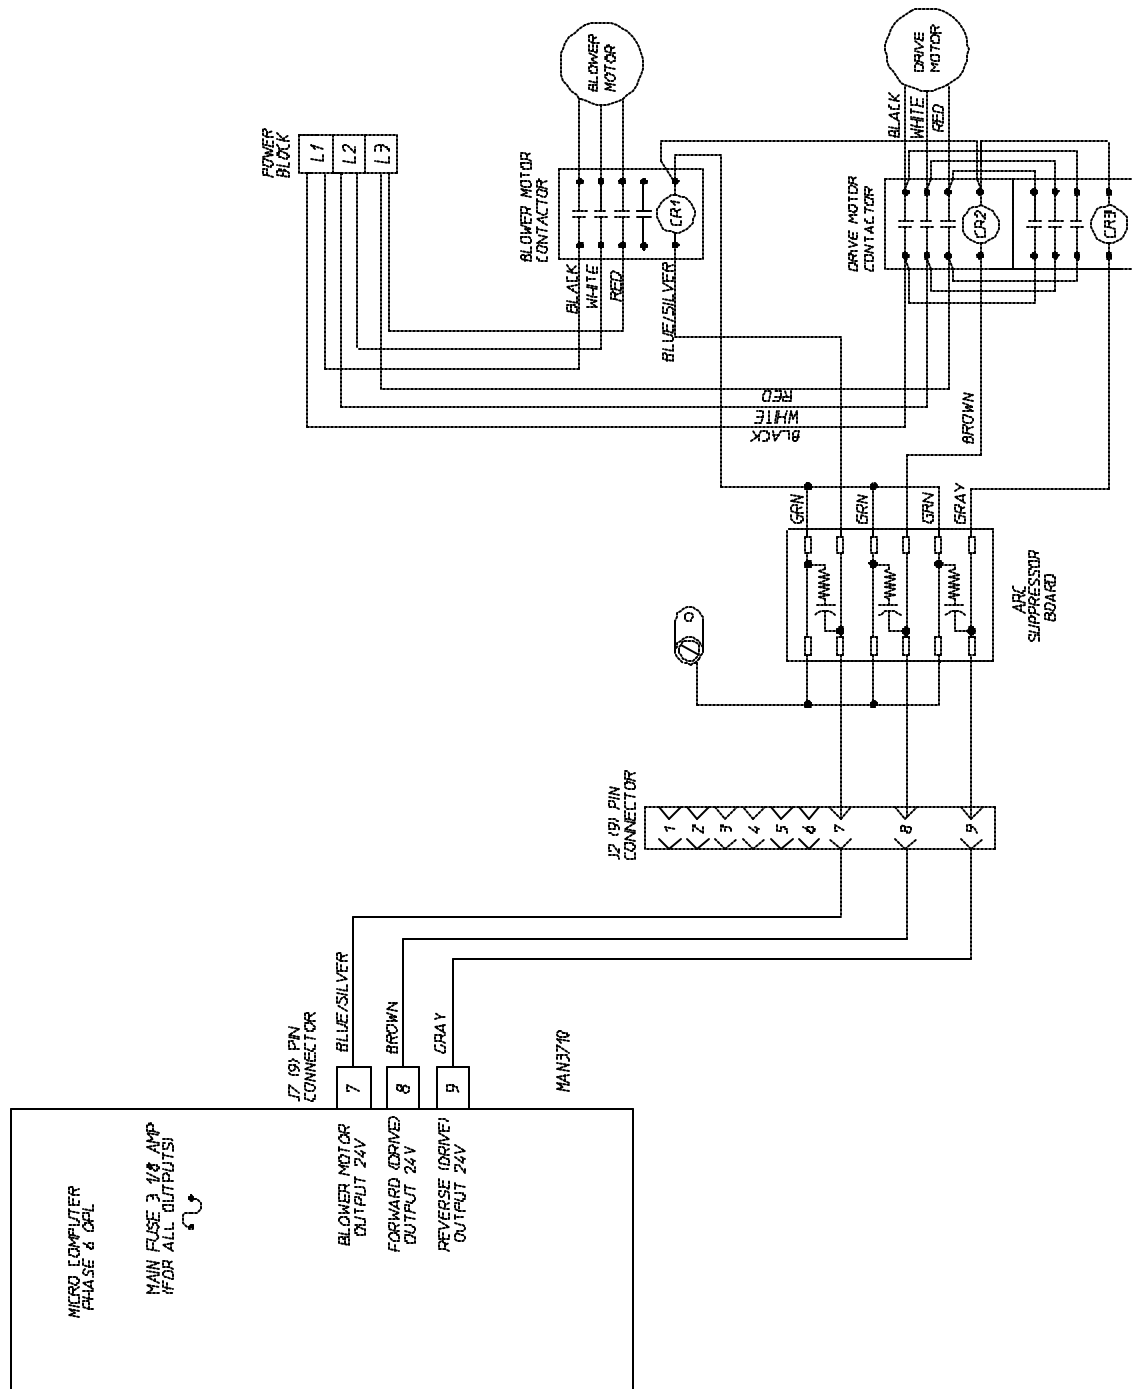 BLOWER
MOTOR
DRIVE
MOTOR
BLACK
WHITE
RED
POWER
BLOCK
L1
L2
L3
BLOWER MOTOR
CONTACTOR
CR1
DRIVE MOTOR
CONTACTOR
CR2
CR3
BLACK
WHITE
RED
BLUE/SILVER
RED
WHITE
BLACK
BROWN
GRN
GRN
GRN
GRAY
ARC
SUPPRESSOR
BOARD
J2 (9) PIN
CONNECTOR
1
2
3
4
5
6
7
8
9
BLUE/SILVER
BROWN
GRAY
J7 (9) PIN
CONNECTOR
7
8
9
MAN3710
MICRO COMPUTER
PHASE 6 OPL
MAIN FUSE 3 1/8 AMP
(FOR ALL OUTPUTS)
BLOWER MOTOR
OUTPUT 24V
FORWARD (DRIVE)
OUTPUT 24V
REVERSE (DRIVE)
OUTPUT 24V